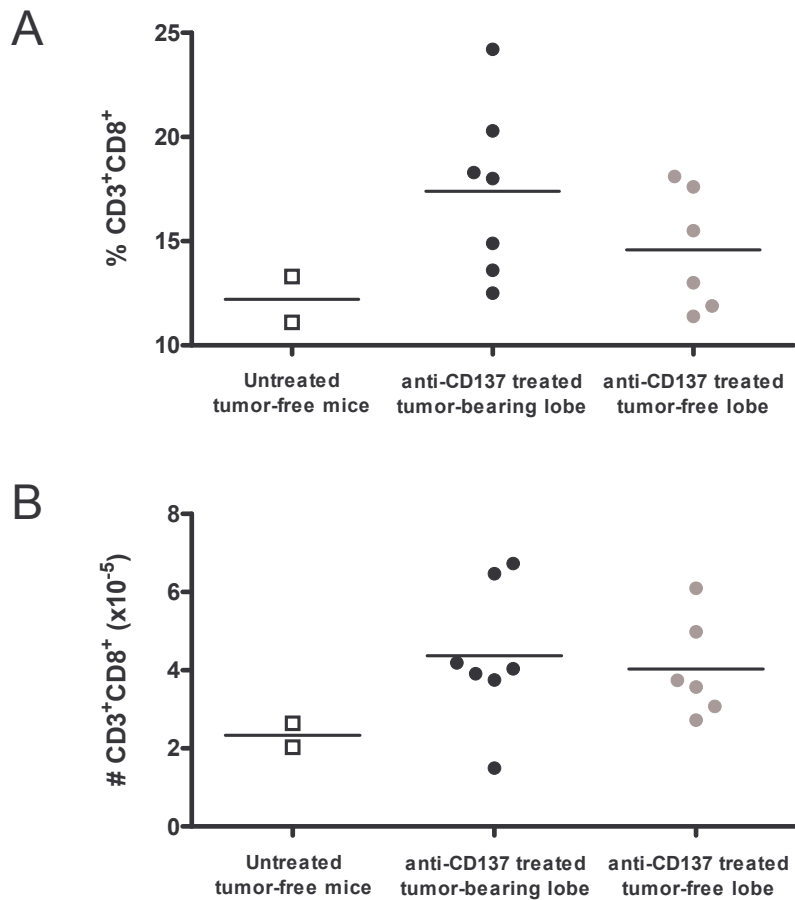 A
25
20
15
10
% CD3⁺CD8⁺
Untreated
tumor-free mice
anti-CD137 treated
tumor-bearing lobe
anti-CD137 treated
tumor-free lobe
B
8
6
4
2
0
# CD3⁺CD8⁺ (x10⁻⁵)
Untreated
tumor-free mice
anti-CD137 treated
tumor-bearing lobe
anti-CD137 treated
tumor-free lobe